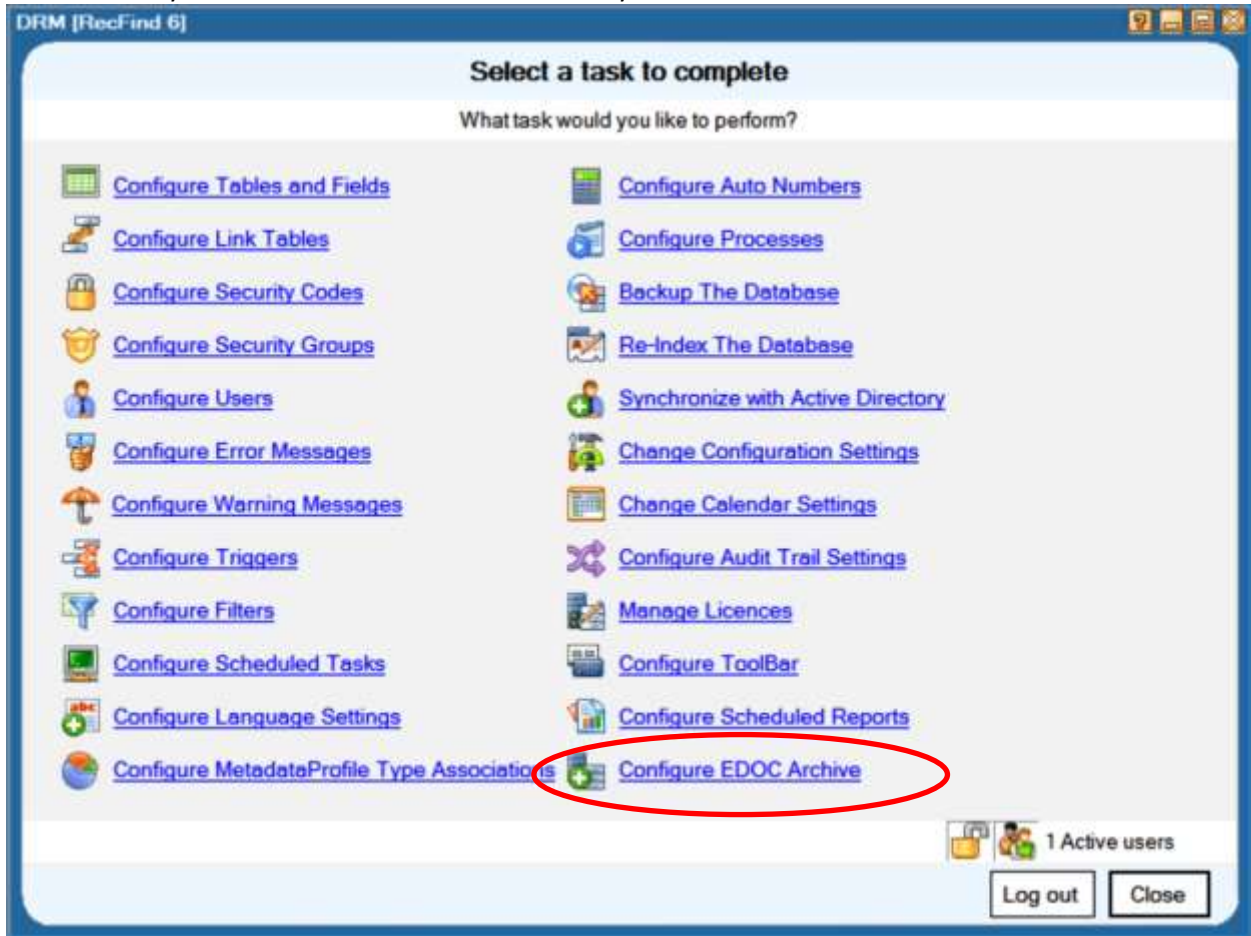 DRM [RecFind 6]
Select a task to complete
What task would you like to perform?
Configure Tables and Fields
Configure Auto Numbers
Configure Link Tables
Configure Processes
Configure Security Codes
Backup The Database
Configure Security Groups
Re-Index The Database
Configure Users
Synchronize with Active Directory
Configure Error Messages
Change Configuration Settings
Configure Warning Messages
Change Calendar Settings
Configure Triggers
Configure Audit Trail Settings
Configure Filters
Manage Licences
Configure Scheduled Tasks
Configure ToolBar
Configure Language Settings
Configure Scheduled Reports
Configure MetadataProfile Type Associations
Configure EDOC Archive
1 Active users
Log out
Close